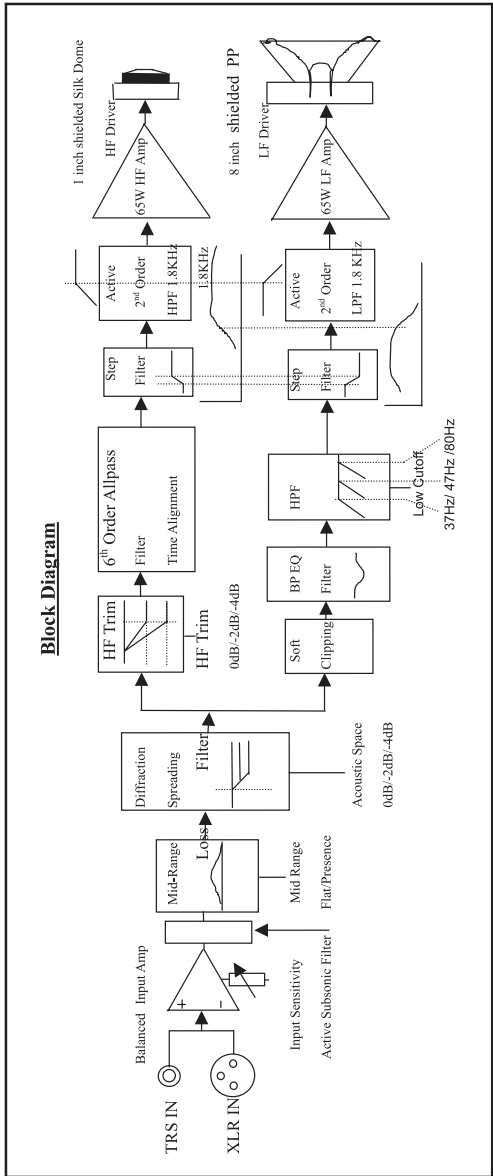 Block Diagram
TRS IN
XLR IN
Balanced Input Amp
+
−
Input Sensitivity
Active Subsonic Filter
Mid-Range
Mid Range
Flat/Presence
Diffraction
Loss
Spreading
Filter
Acoustic Space
0dB/-2dB/-4dB
HF Trim
HF Trim
0dB/-2dB/-4dB
6th Order Allpass
Filter
Time Alignment
Step
Filter
Active
2nd Order
HPF 1.8KHz
1.8KHz
65W HF Amp
1 inch shielded Silk Dome
HF Driver
Soft
Clipping
BP EQ
Filter
HPF
Low Cutoff
37Hz/ 47Hz /80Hz
Step
Filter
Active
2nd Order
LPF 1.8 KHz
65W LF Amp
8 inch shielded PP
LF Driver